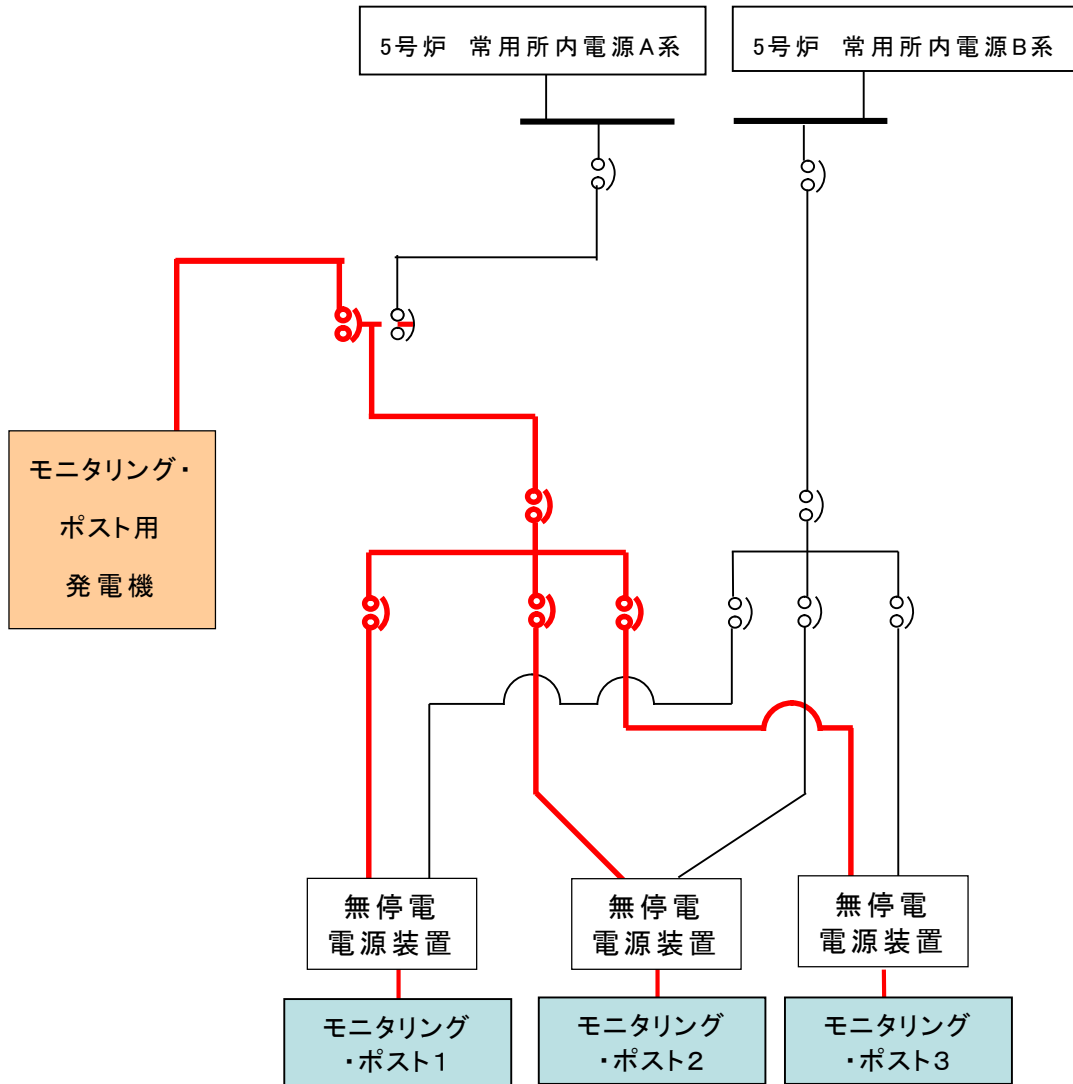 5号炉 常用所内電源A系
5号炉 常用所内電源B系
モニタリング・
ポスト用
発電機
無停電
電源装置
無停電
電源装置
無停電
電源装置
モニタリング
・ポスト1
モニタリング
・ポスト2
モニタリング
・ポスト3